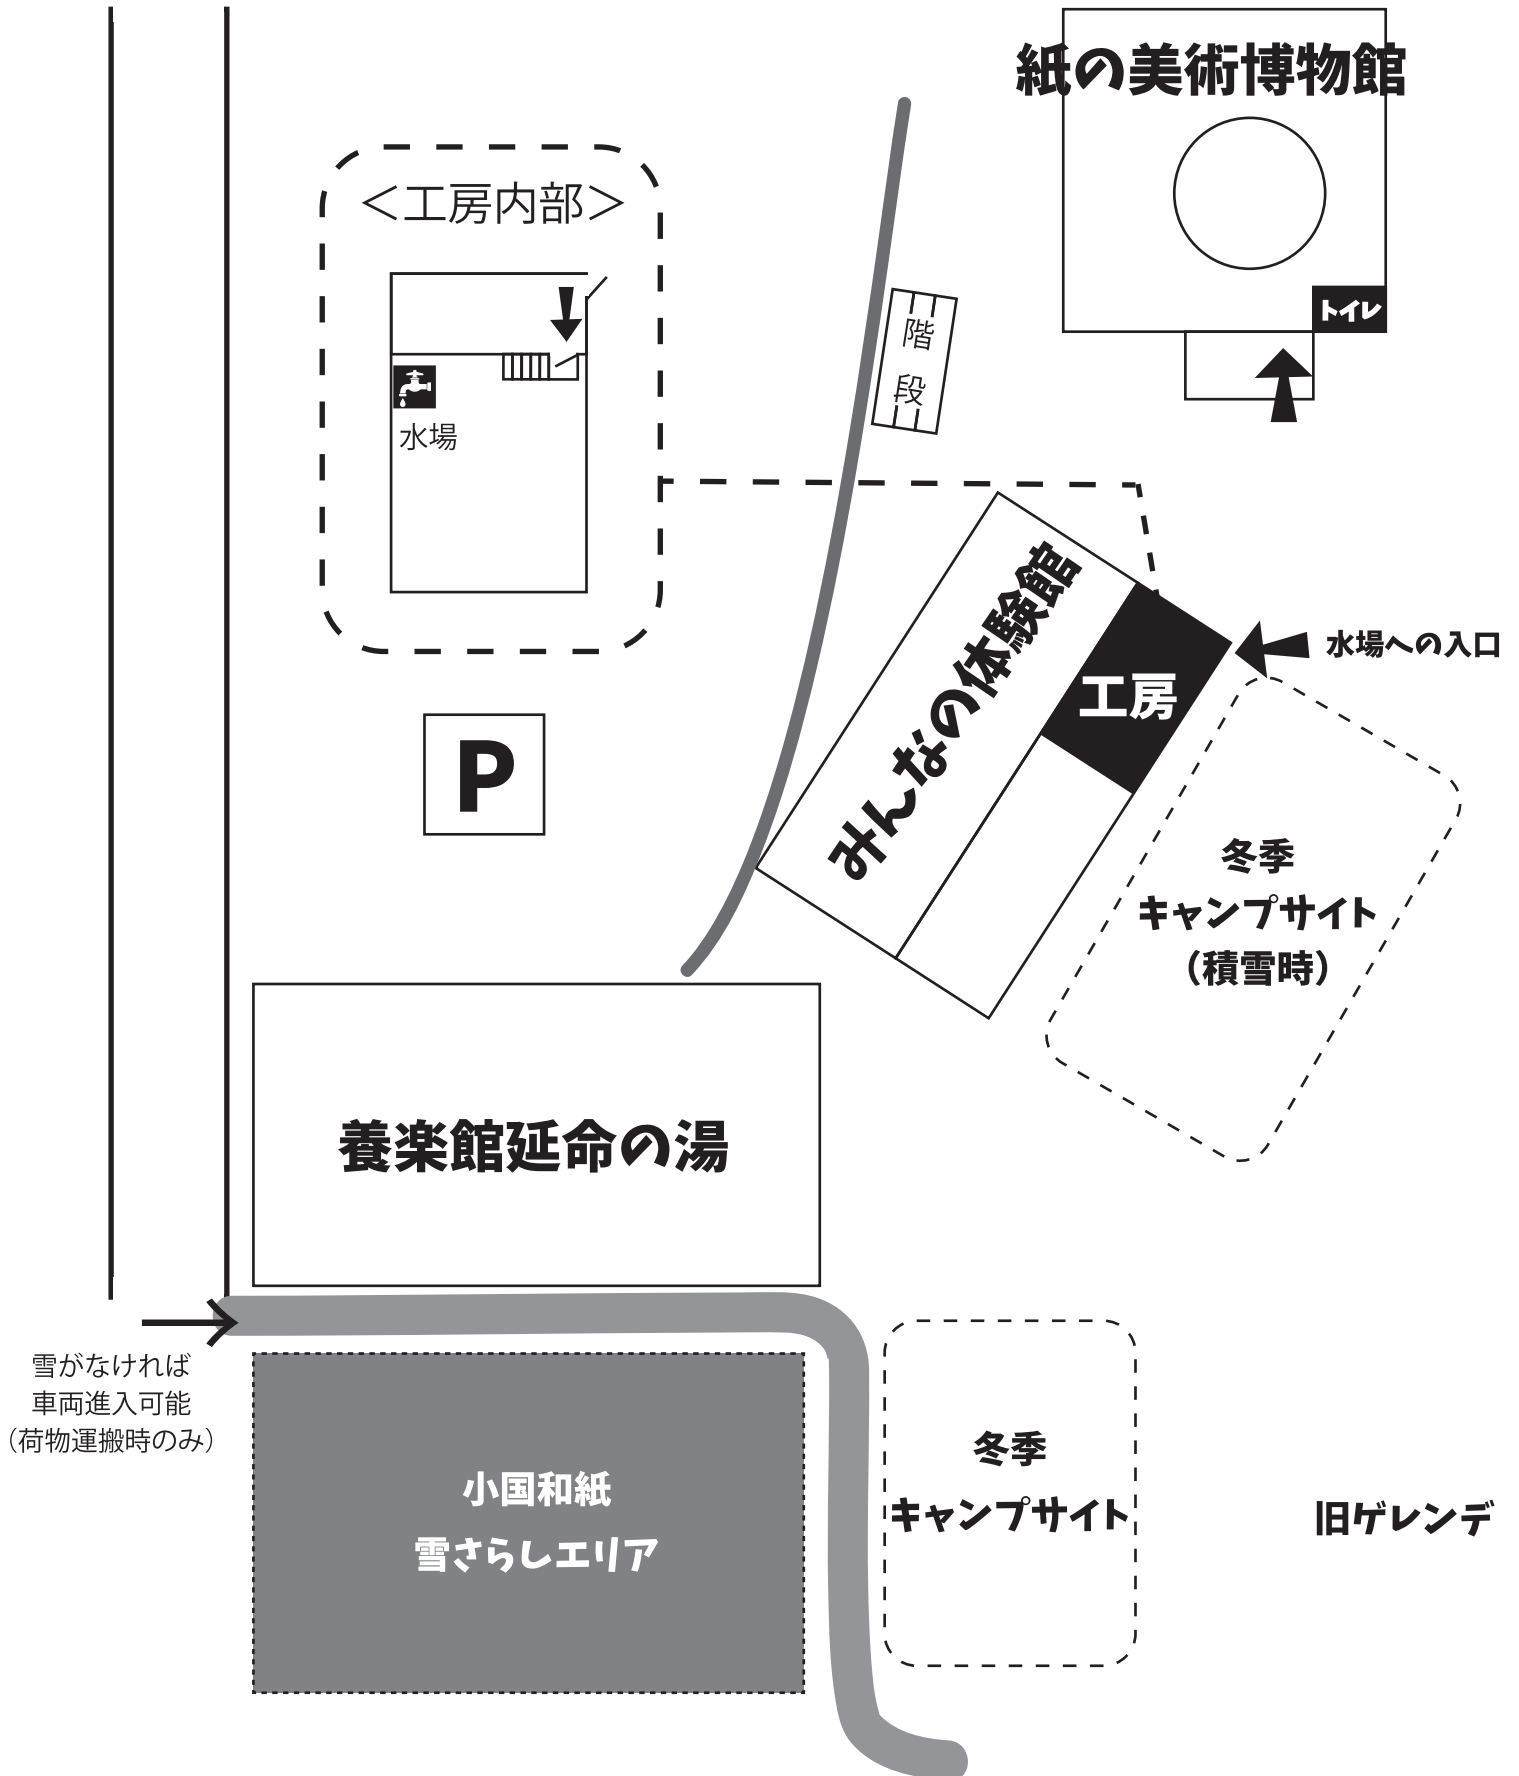 紙の美術博物館
トイレ
＜工房内部＞
水場
階段
みんなの体験館
工房
水場への入口
P
冬季
キャンプサイト
（積雪時）
養楽館延命の湯
雪がなければ
車両進入可能
（荷物運搬時のみ）
小国和紙
雪さらしエリア
冬季
キャンプサイト
旧ゲレンデ